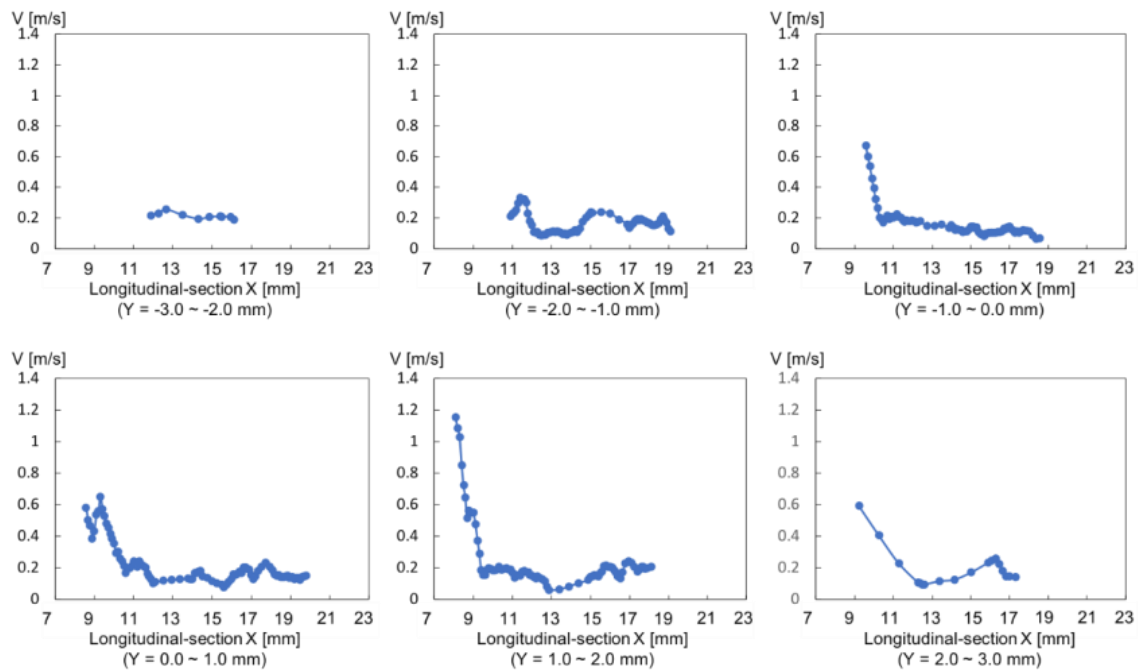 V [m/s] V [m/s] V [m/s]
1.4 1.4 1.4
1.2 1.2 1.2
1 1 1
0.8 0.8 0.8
0.6 0.6 0.6
0.4 0.4 0.4
0.2 0.2 0.2
0 0 0
7 9 11 13 15 17 19 21 23 7 9 11 13 15 17 19 21 23 7 9 11 13 15 17 19 21 23
Longitudinal-section X [mm] Longitudinal-section X [mm] Longitudinal-section X [mm]
(Y = -3.0 ~ -2.0 mm) (Y = -2.0 ~ -1.0 mm) (Y = -1.0 ~ 0.0 mm)
V [m/s] V [m/s] V [m/s]
1.4 1.4 1.4
1.2 1.2 1.2
1 1 1
0.8 0.8 0.8
0.6 0.6 0.6
0.4 0.4 0.4
0.2 0.2 0.2
0 0 0
7 9 11 13 15 17 19 21 23 7 9 11 13 15 17 19 21 23 7 9 11 13 15 17 19 21 23
Longitudinal-section X [mm] Longitudinal-section X [mm] Longitudinal-section X [mm]
(Y = 0.0 ~ 1.0 mm) (Y = 1.0 ~ 2.0 mm) (Y = 2.0 ~ 3.0 mm)